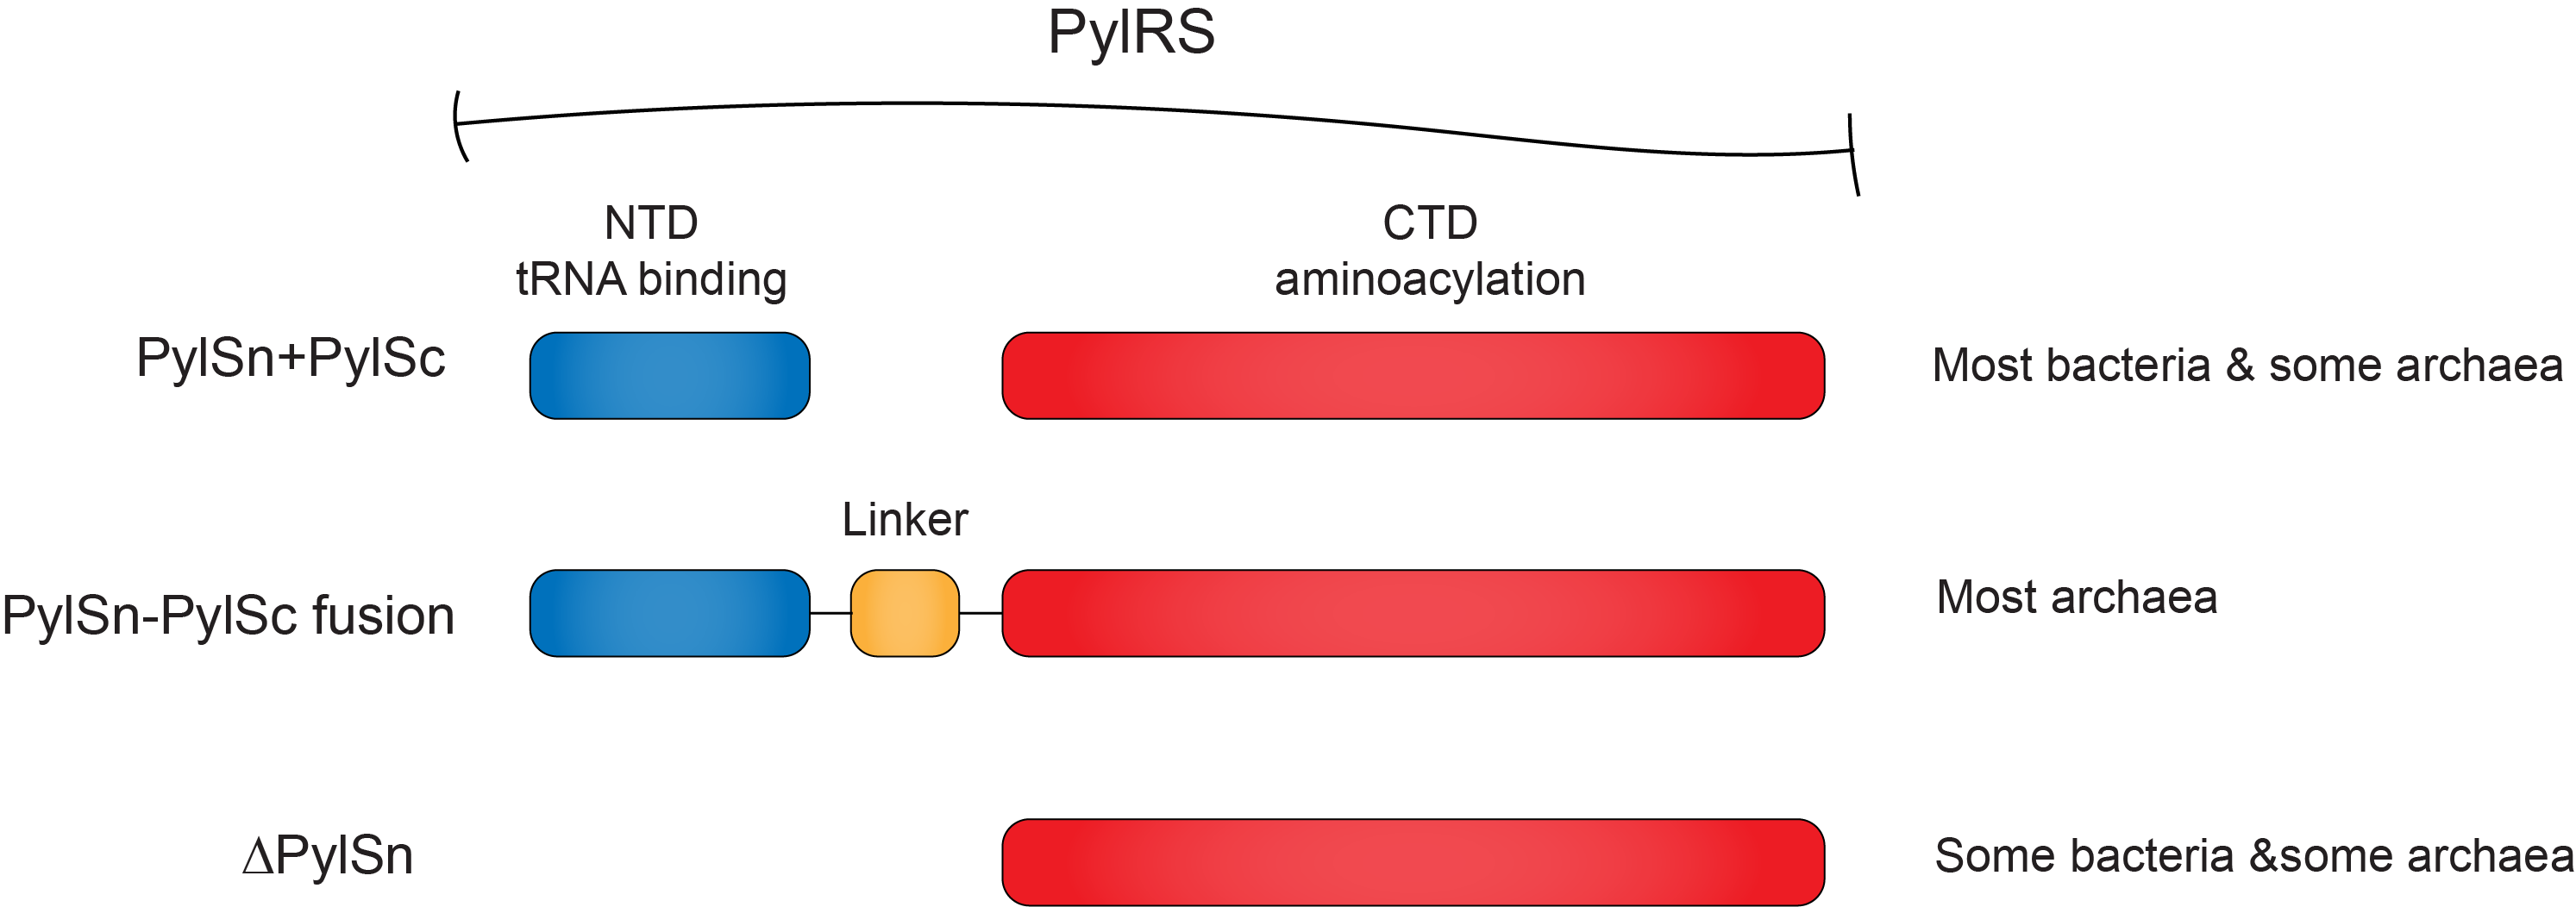 PylRS
NTD
tRNA binding
CTD
aminoacylation
PylSn+PylSc
Most bacteria & some archaea
Linker
PylSn-PylSc fusion
Most archaea
ΔPylSn
Some bacteria &some archaea